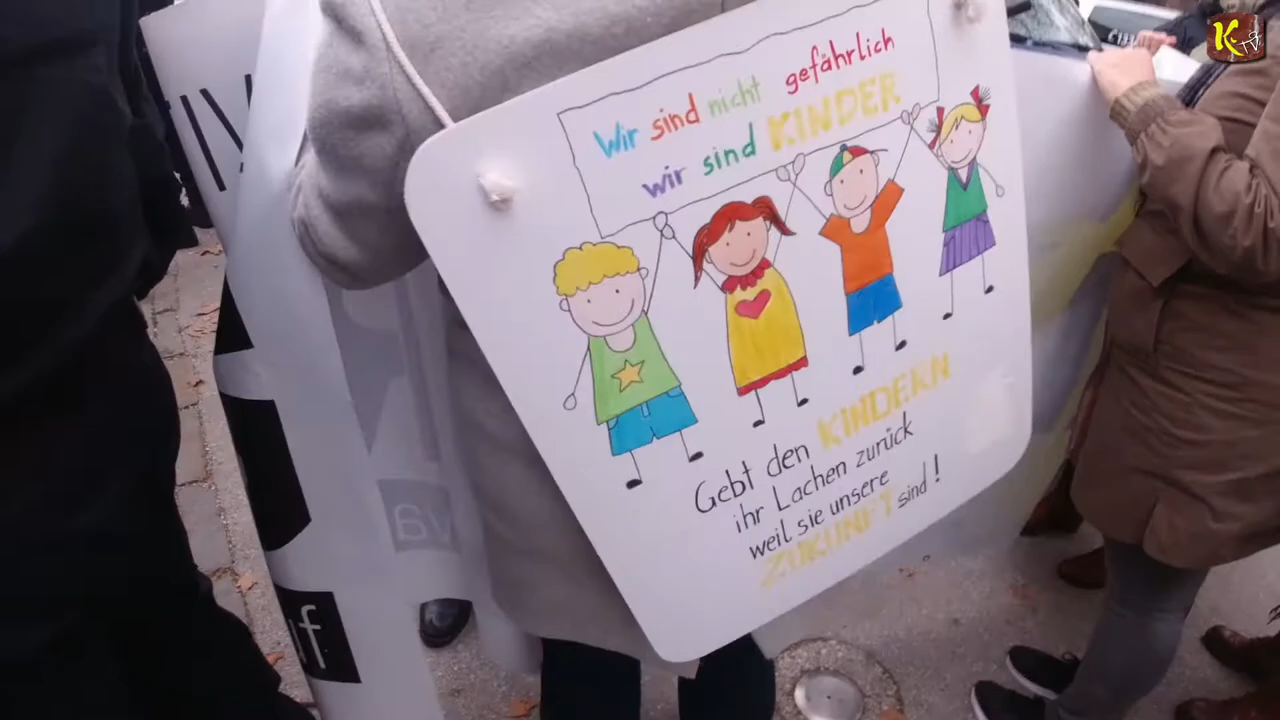 Wir sind nicht gefährlich
wir sind KINDER
Gebt den KINDERN
ihr Lachen zurück
weil sie unsere
ZUKUNFT sind!